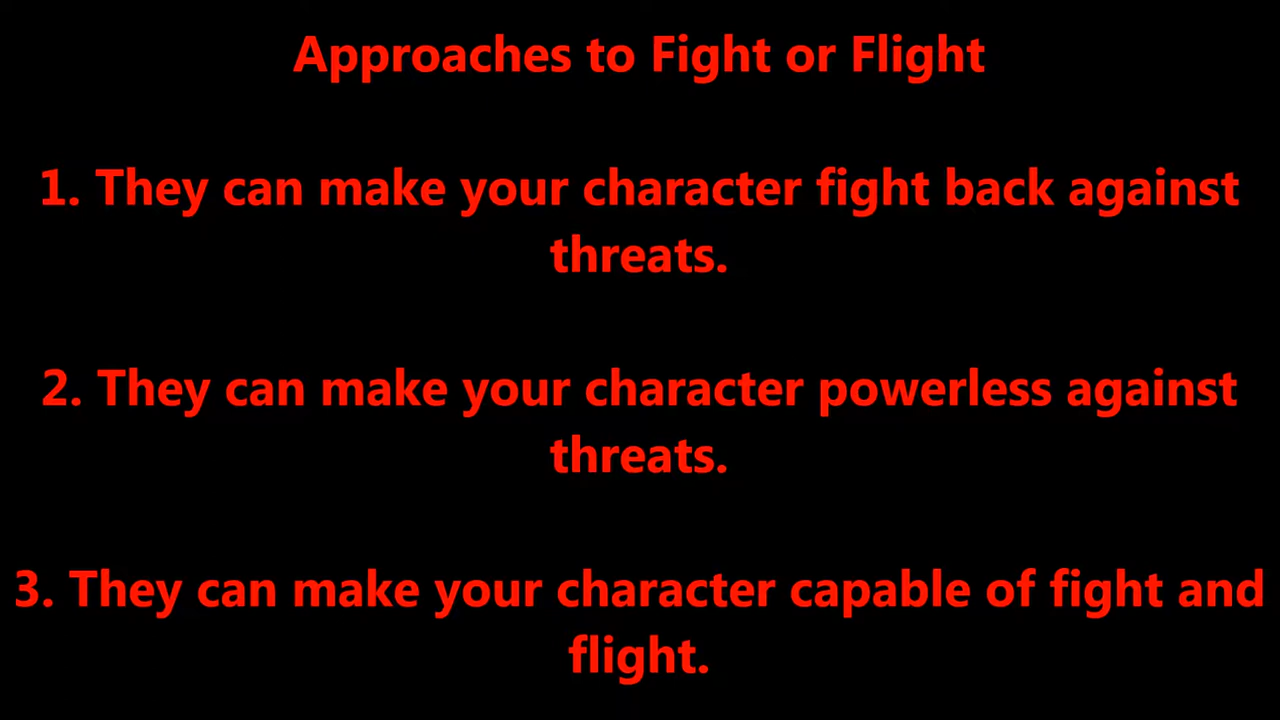 Approaches to Fight or Flight
1. They can make your character fight back against
threats.
2. They can make your character powerless against
threats.
3. They can make your character capable of fight and
flight.